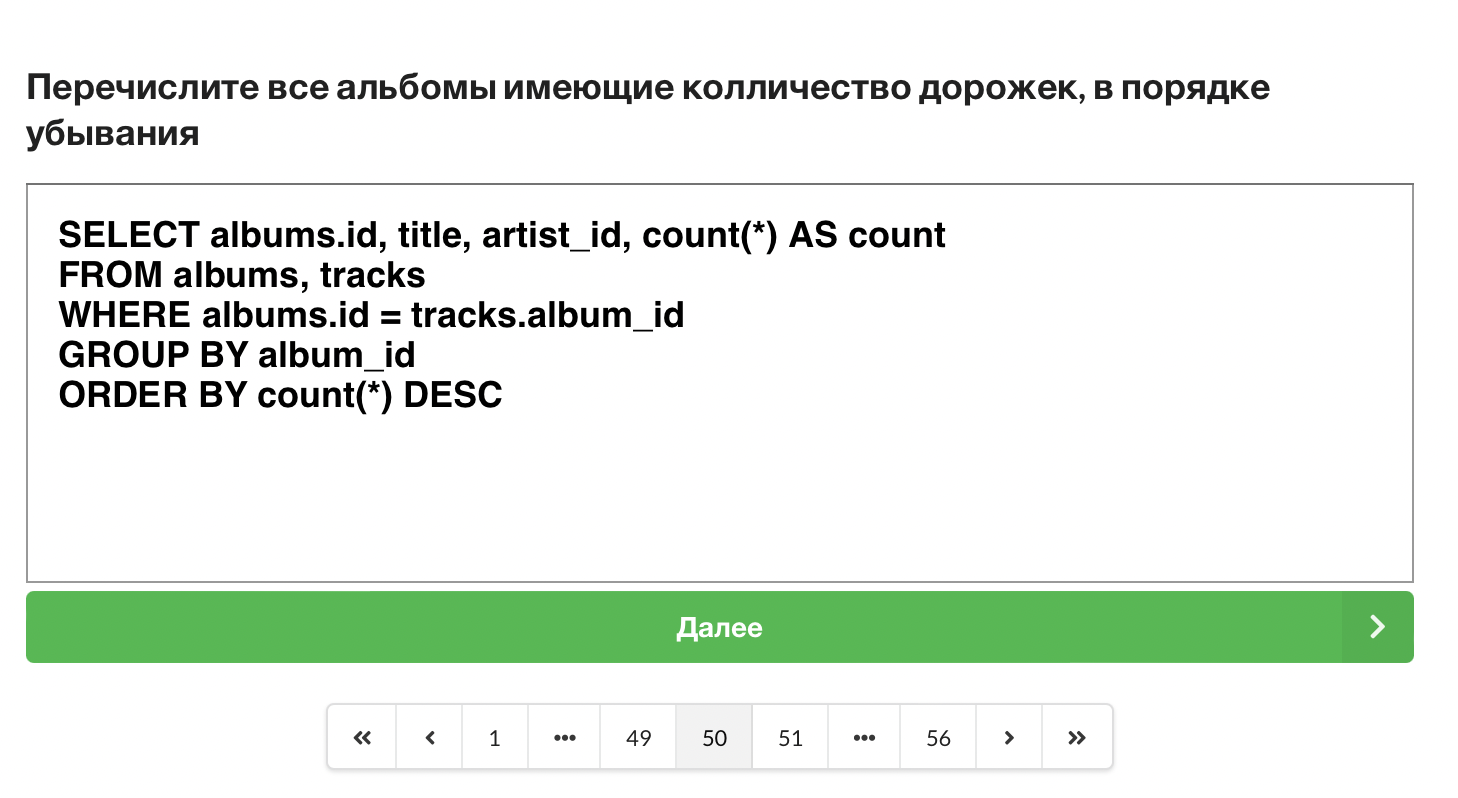 Перечислите все альбомы имеющие колличество дорожек, в порядке
убывания
SELECT albums.id, title, artist_id, count(*) AS count
FROM albums, tracks
WHERE albums.id = tracks.album_id
GROUP BY album_id
ORDER BY count(*) DESC
Далее
« ‹ 1 ••• 49 50 51 ••• 56 › »